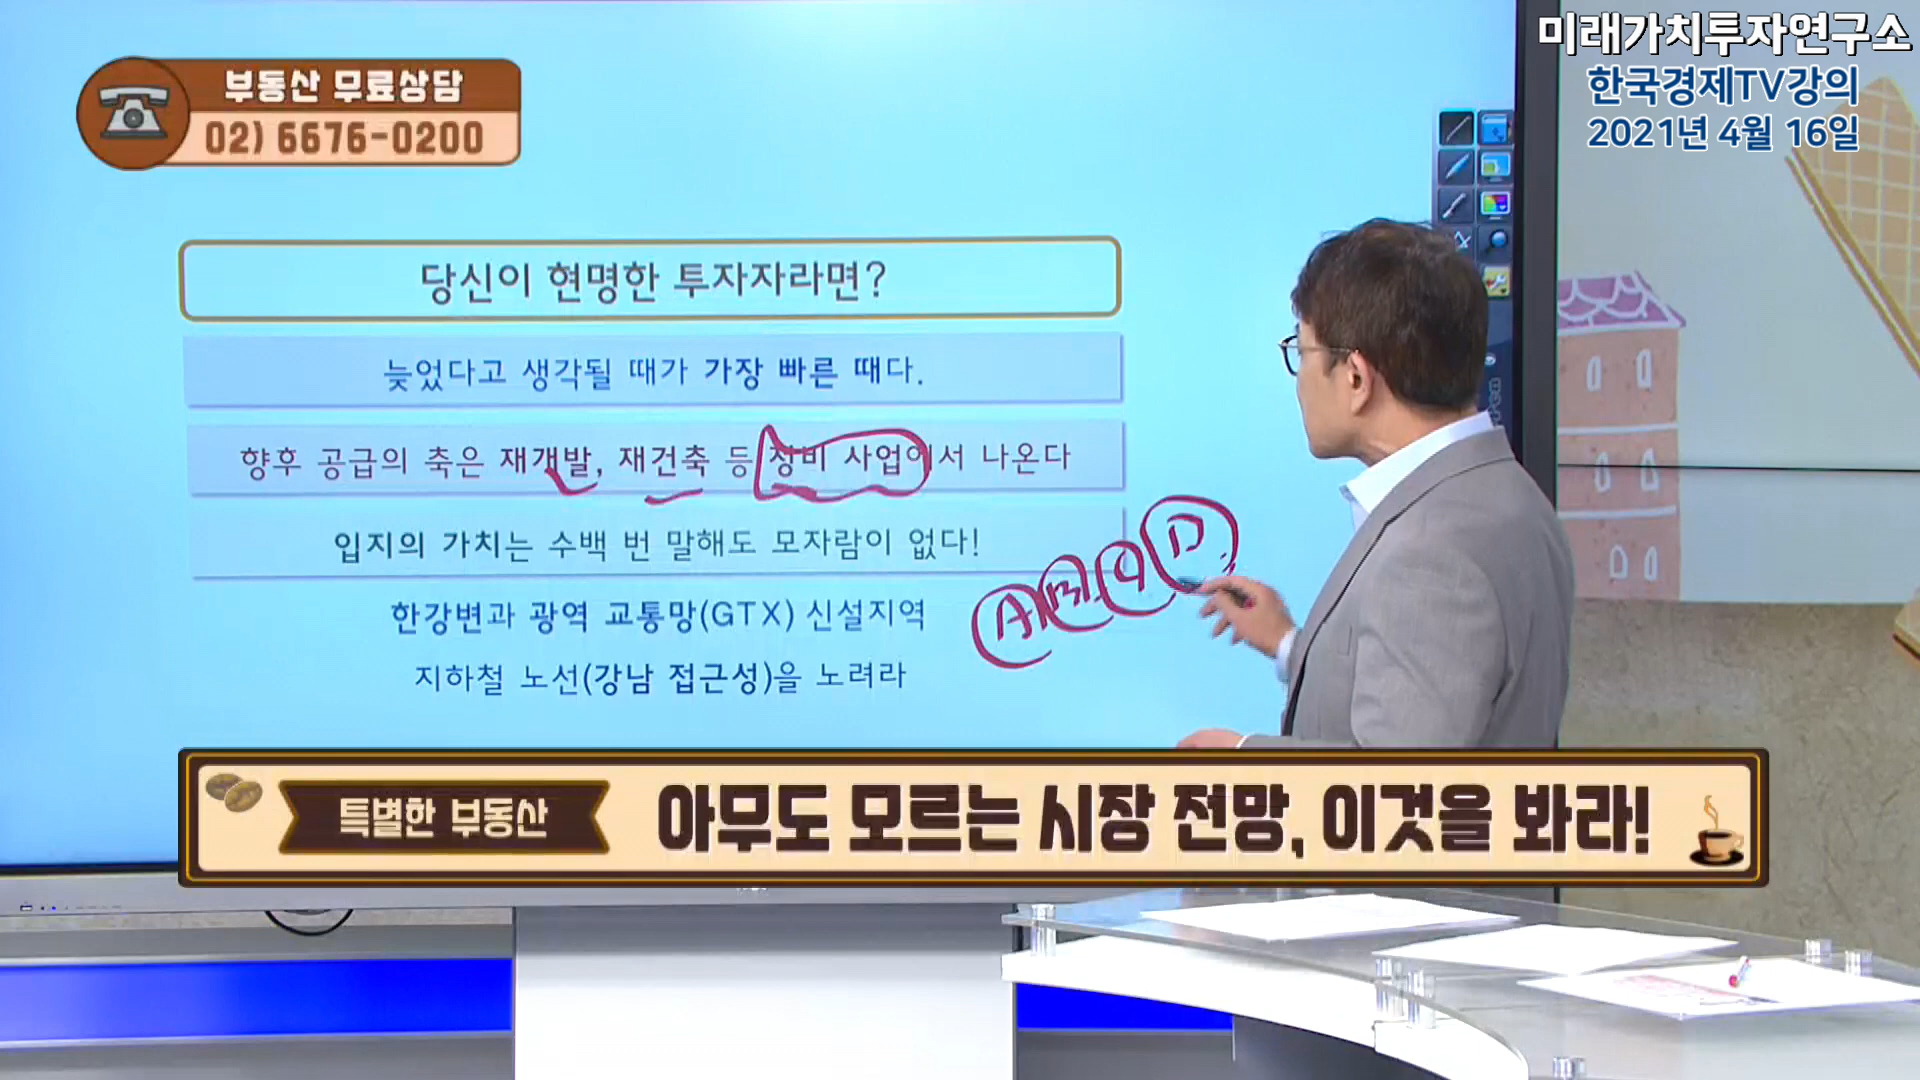 미래가치투자연구소
한국경제TV강의
2021년 4월 16일
부동산 무료상담
02) 6676-0200
당신이 현명한 투자자라면?
늦었다고 생각될 때가 가장 빠른 때다.
향후 공급의 축은 재개발, 재건축 등 정비 사업에서 나온다
입지의 가치는 수백 번 말해도 모자람이 없다!
한강변과 광역 교통망(GTX) 신설지역
지하철 노선(강남 접근성)을 노려라
A B C D
특별한 부동산
아무도 모르는 시장 전망, 이것을 봐라!